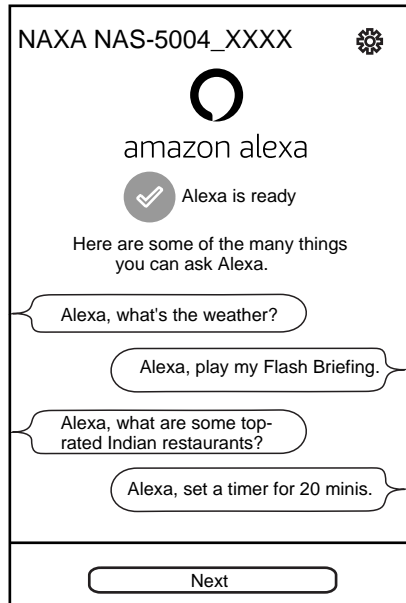 NAXA NAS-5004_XXXX
amazon alexa
Alexa is ready
Here are some of the many things
you can ask Alexa.
Alexa, what's the weather?
Alexa, play my Flash Briefing.
Alexa, what are some top-
rated Indian restaurants?
Alexa, set a timer for 20 minis.
Next